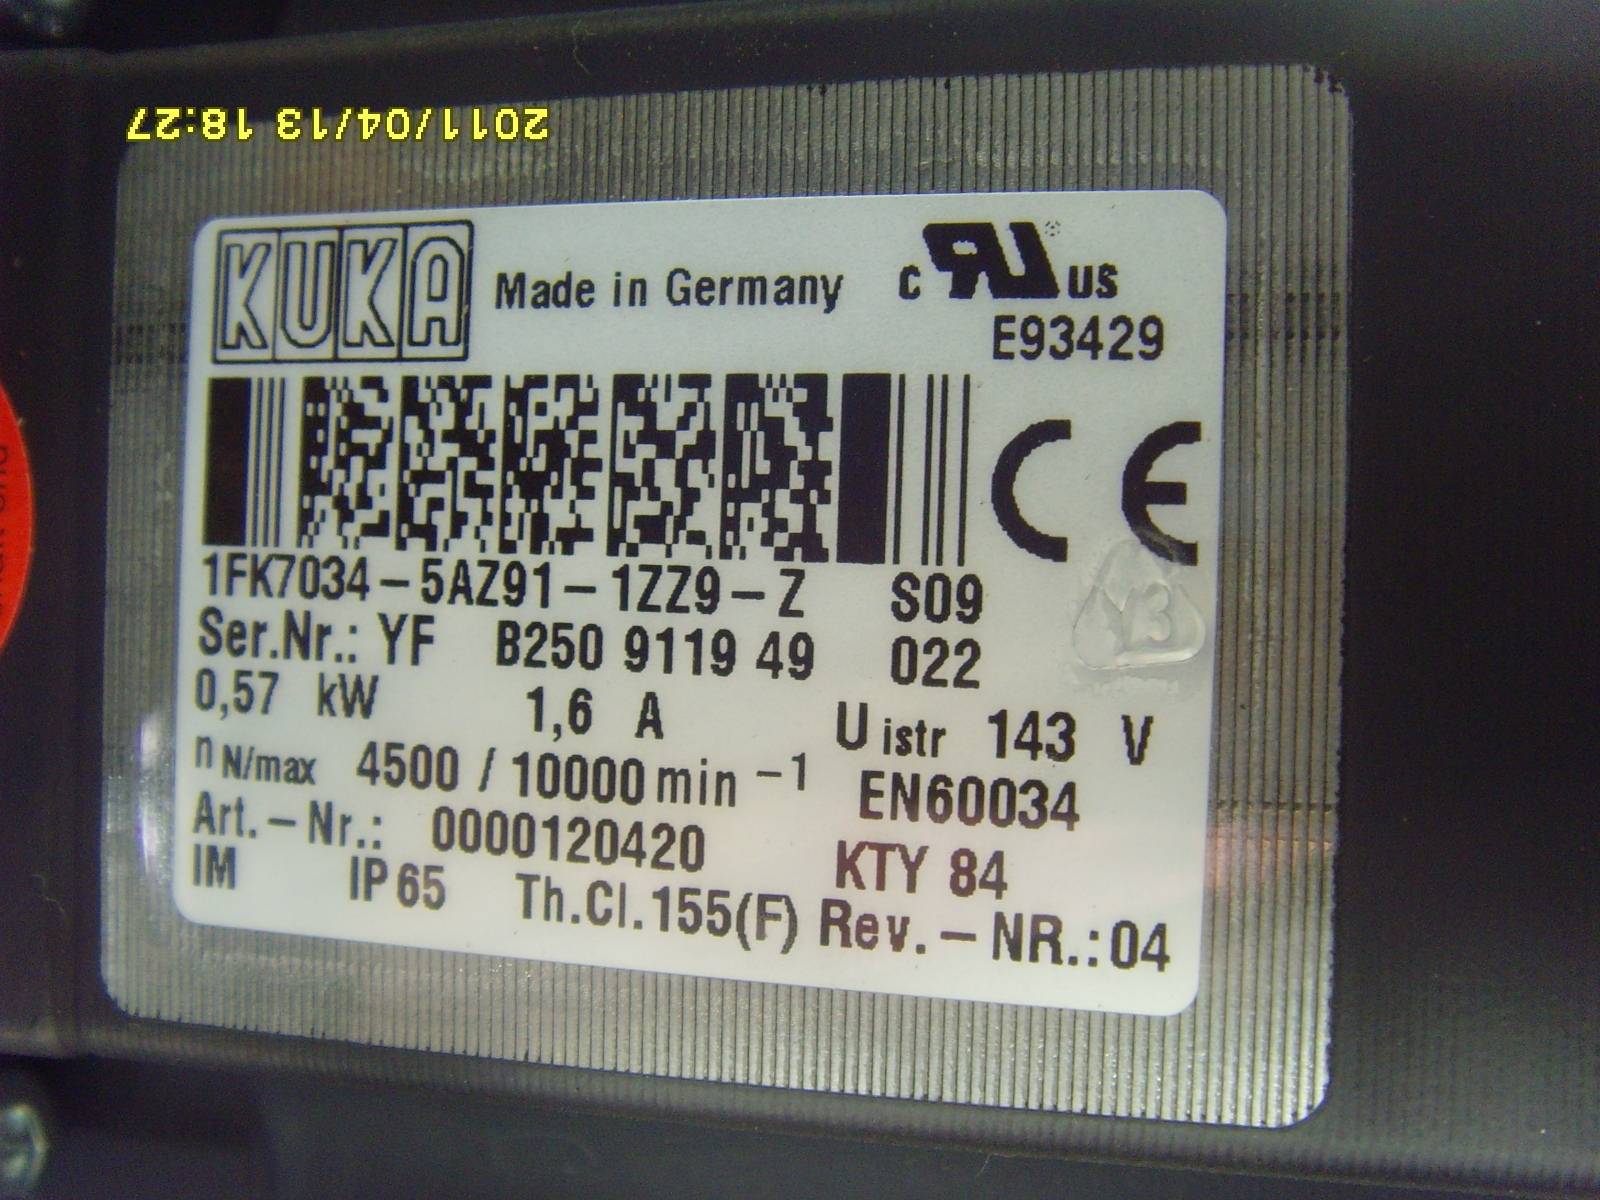 2011/04/13 18:27
KUKA Made in Germany c RU ® US
E93429
CE
1FK7034-5AZ91-1ZZ9-Z S09
Ser.Nr.: YF B250 9119 49 022
0,57 kW 1,6 A U istr 143 V
n N/max 4500 / 10000 min -1 EN60034
Art.-Nr.: 0000120420 KTY 84
IM IP 65 Th.Cl.155(F) Rev.-NR.:04